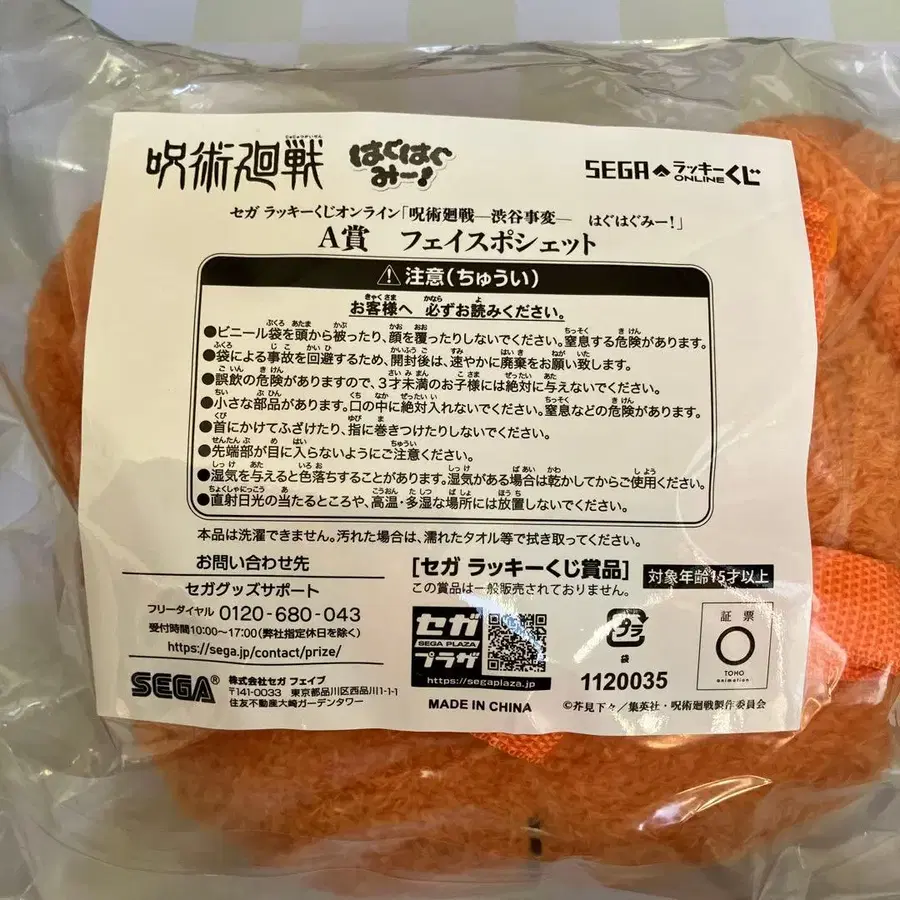 呪術廻戦 はぐはぐみー! SEGA ラッキーくじ ONLINE
じゅじゅつかいせん
セガ ラッキーくじオンライン「呪術廻戦―渋谷事変― はぐはぐみー!」
A賞 フェイスポシェット
注意(ちゅうい)
お客様へ 必ずお読みください。
●ビニール袋を頭から被ったり、顔を覆ったりしないでください。窒息する危険があります。
●袋による事故を回避するため、開封後は、速やかに廃棄をお願い致します。
●誤飲の危険がありますので、3才未満のお子様には絶対に与えないでください。
●小さな部品があります。口の中に絶対入れないでください。窒息などの危険があります。
●首にかけてふざけたり、指に巻きつけたりしないでください。
●先端部が目に入らないようにご注意ください。
●湿気を与えると色落ちすることがあります。湿気がある場合は乾かしてからご使用ください。
●直射日光の当たるところや、高温・多湿な場所には放置しないでください。
本品は洗濯できません。汚れた場合は、濡れたタオル等で拭き取ってください。
お問い合わせ先
セガグッズサポート
フリーダイヤル 0120-680-043
受付時間10:00~17:00(弊社指定休日を除く)
https://sega.jp/contact/prize/
SEGA® 株式会社セガ フェイブ
〒141-0033 東京都品川区西品川1-1-1
住友不動産大崎ガーデンタワー
[セガ ラッキーくじ賞品]
この賞品は一般販売されておりません。
対象年齢15才以上
セガ
SEGA PLAZA
プラザ
https://segaplaza.jp/
MADE IN CHINA
プラ
袋
1120035
証票
TOHO
animation
©芥見下々/集英社・呪術廻戦製作委員会